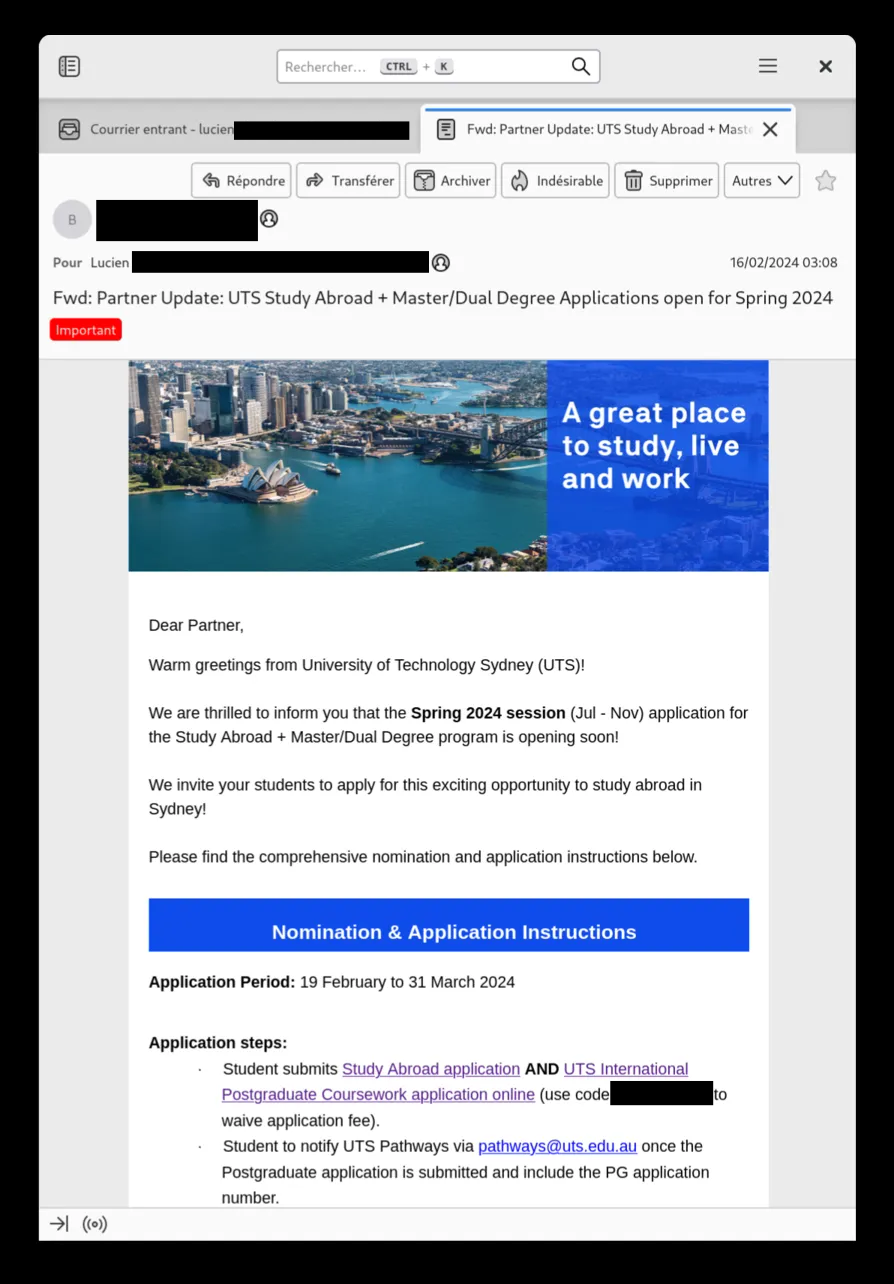 Rechercher… CTRL + K
Courrier entrant - lucien
Fwd: Partner Update: UTS Study Abroad + Maste
Répondre
Transférer
Archiver
Indésirable
Supprimer
Autres
B
Pour Lucien
16/02/2024 03:08
Fwd: Partner Update: UTS Study Abroad + Master/Dual Degree Applications open for Spring 2024
Important
A great place
to study, live
and work
Dear Partner,
Warm greetings from University of Technology Sydney (UTS)!
We are thrilled to inform you that the Spring 2024 session (Jul - Nov) application for
the Study Abroad + Master/Dual Degree program is opening soon!
We invite your students to apply for this exciting opportunity to study abroad in
Sydney!
Please find the comprehensive nomination and application instructions below.
Nomination & Application Instructions
Application Period: 19 February to 31 March 2024
Application steps:
· Student submits Study Abroad application AND UTS International
Postgraduate Coursework application online (use code to
waive application fee).
· Student to notify UTS Pathways via pathways@uts.edu.au once the
Postgraduate application is submitted and include the PG application
number.